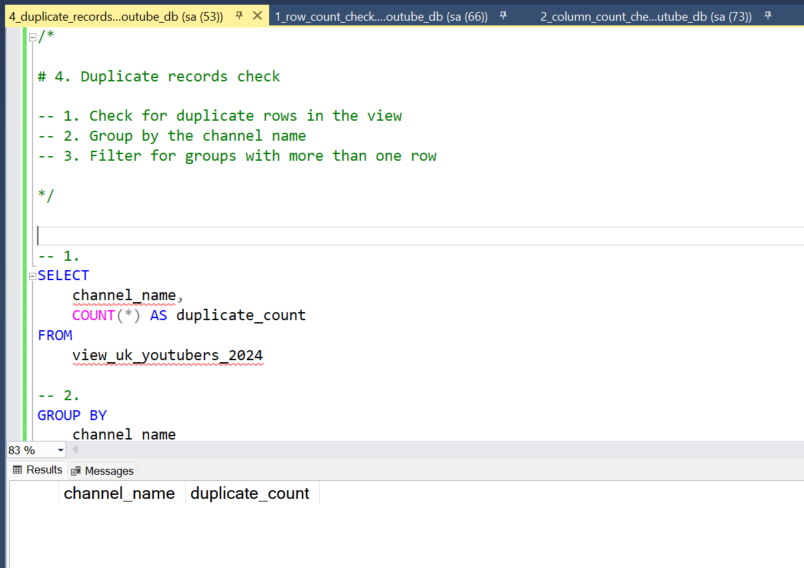 4_duplicate_records...outube_db (sa (53))
1_row_count_check....outube_db (sa (66))
2_column_count_che...utube_db (sa (73))
/*
# 4. Duplicate records check
-- 1. Check for duplicate rows in the view
-- 2. Group by the channel name
-- 3. Filter for groups with more than one row
*/
-- 1.
SELECT
channel_name,
COUNT(*) AS duplicate_count
FROM
view_uk_youtubers_2024
-- 2.
GROUP BY
channel_name
83 %
Results Messages
channel_name duplicate_count